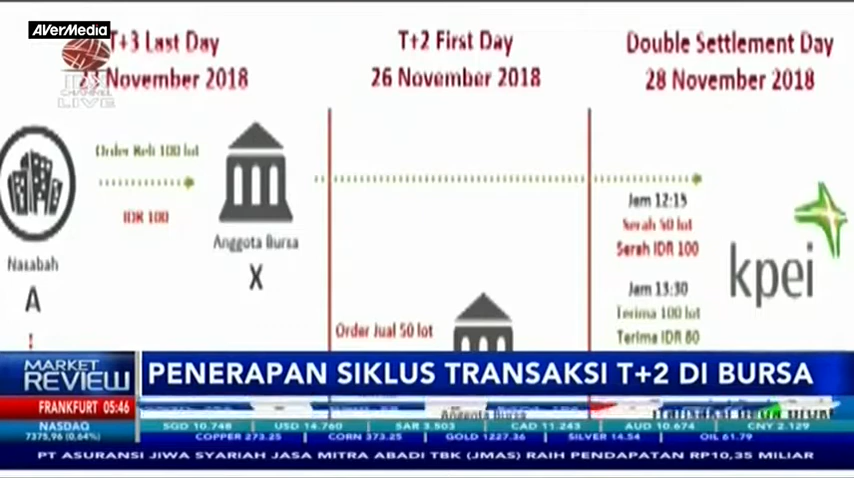 AVerMedia
T+3 Last Day
November 2018
IDX
CHANNEL
LIVE
T+2 First Day
26 November 2018
Double Settlement Day
28 November 2018
Order Beli 100 lot
IDR 100
Nasabah
A
Anggota Bursa
X
Order Jual 50 lot
Anggota Bursa
Jam 12:15
Serah 50 lot
Serah IDR 100
Jam 13:30
Terima 100 lot
Terima IDR 80
kpei
MARKET
REVIEW
PENERAPAN SIKLUS TRANSAKSI T+2 DI BURSA
FRANKFURT 05:46
NASDAQ
7375,96 (0.64%)
SGD 10.748 USD 14.760 SAR 3.503 CAD 11.243 AUD 10.674 CNY 2.129
COPPER 273.25 CORN 373.25 GOLD 1227.36 SILVER 14.54 OIL 61.79
PT ASURANSI JIWA SYARIAH JASA MITRA ABADI TBK (JMAS) RAIH PENDAPATAN RP10,35 MILIAR